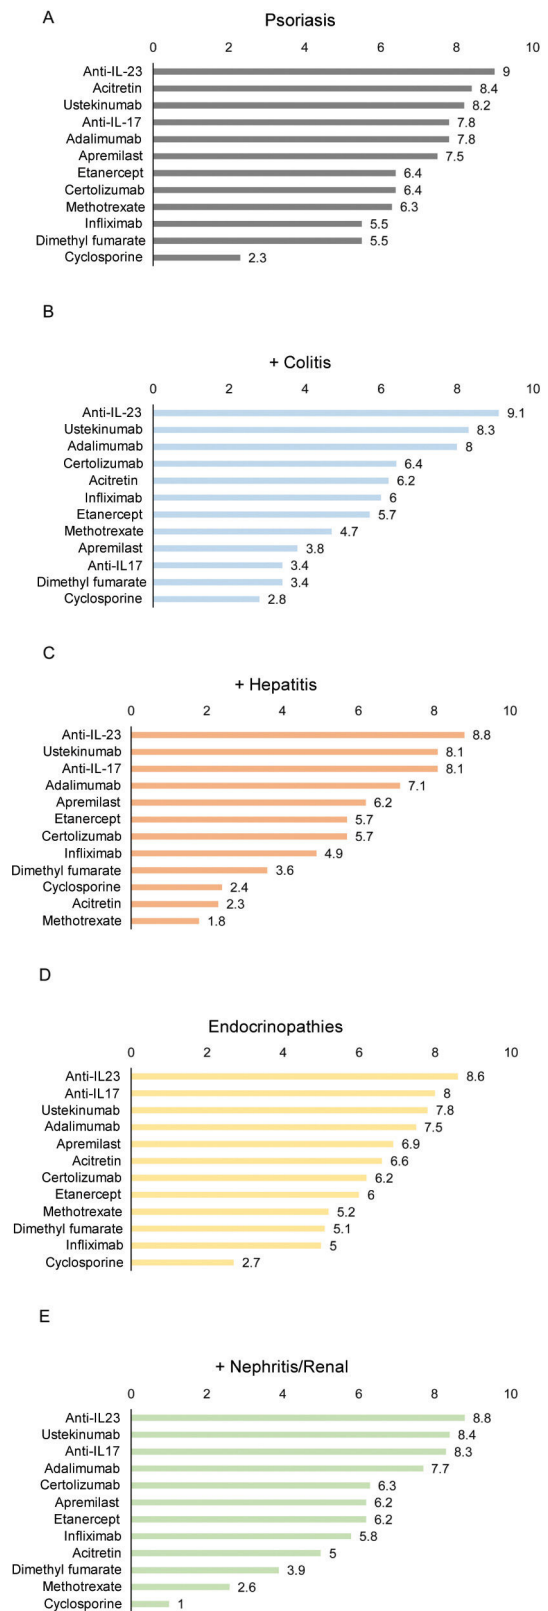 A
Psoriasis
0 2 4 6 8 10
Anti-IL-23 9
Acitretin 8.4
Ustekinumab 8.2
Anti-IL-17 7.8
Adalimumab 7.8
Apremilast 7.5
Etanercept 6.4
Certolizumab 6.4
Methotrexate 6.3
Infliximab 5.5
Dimethyl fumarate 5.5
Cyclosporine 2.3
B
+ Colitis
0 2 4 6 8 10
Anti-IL-23 9.1
Ustekinumab 8.3
Adalimumab 8
Certolizumab 6.4
Acitretin 6.2
Infliximab 6
Etanercept 5.7
Methotrexate 4.7
Apremilast 3.8
Anti-IL17 3.4
Dimethyl fumarate 3.4
Cyclosporine 2.8
C
+ Hepatitis
0 2 4 6 8 10
Anti-IL-23 8.8
Ustekinumab 8.1
Anti-IL-17 8.1
Adalimumab 7.1
Apremilast 6.2
Etanercept 5.7
Certolizumab 5.7
Infliximab 4.9
Dimethyl fumarate 3.6
Cyclosporine 2.4
Acitretin 2.3
Methotrexate 1.8
D
Endocrinopathies
0 2 4 6 8 10
Anti-IL23 8.6
Anti-IL17 8
Ustekinumab 7.8
Adalimumab 7.5
Apremilast 6.9
Acitretin 6.6
Certolizumab 6.2
Etanercept 6
Methotrexate 5.2
Dimethyl fumarate 5.1
Infliximab 5
Cyclosporine 2.7
E
+ Nephritis/Renal
0 2 4 6 8 10
Anti-IL23 8.8
Ustekinumab 8.4
Anti-IL17 8.3
Adalimumab 7.7
Certolizumab 6.3
Apremilast 6.2
Etanercept 6.2
Infliximab 5.8
Acitretin 5
Dimethyl fumarate 3.9
Methotrexate 2.6
Cyclosporine 1